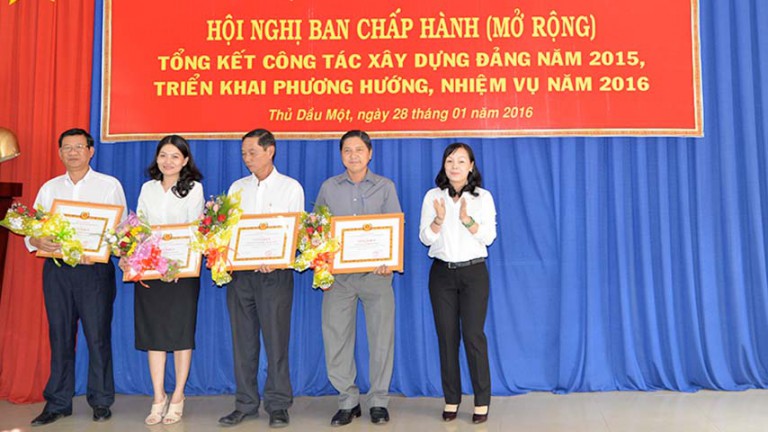 HỘI NGHỊ BAN CHẤP HÀNH (MỞ RỘNG)
TỔNG KẾT CÔNG TÁC XÂY DỰNG ĐẢNG NĂM 2015,
TRIỂN KHAI PHƯƠNG HƯỚNG, NHIỆM VỤ NĂM 2016
Thủ Dầu Một, ngày 28 tháng 01 năm 2016